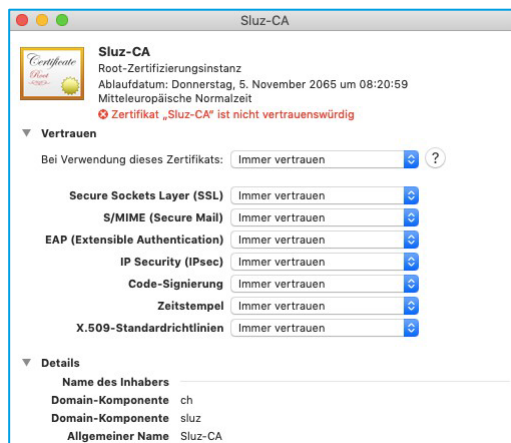 Sluz-CA
Certificate
Root
Sluz-CA
Root-Zertifizierungsinstanz
Ablaufdatum: Donnerstag, 5. November 2065 um 08:20:59
Mitteleuropäische Normalzeit
Zertifikat „Sluz-CA" ist nicht vertrauenswürdig
Vertrauen
Bei Verwendung dieses Zertifikats: Immer vertrauen ?
Secure Sockets Layer (SSL) Immer vertrauen
S/MIME (Secure Mail) Immer vertrauen
EAP (Extensible Authentication) Immer vertrauen
IP Security (IPsec) Immer vertrauen
Code-Signierung Immer vertrauen
Zeitstempel Immer vertrauen
X.509-Standardrichtlinien Immer vertrauen
Details
Name des Inhabers
Domain-Komponente ch
Domain-Komponente sluz
Allgemeiner Name Sluz-CA